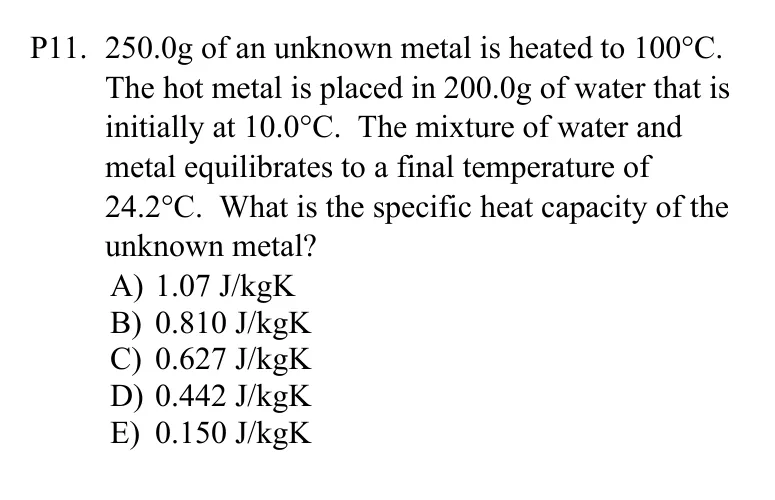 P11. 250.0g of an unknown metal is heated to 100°C.
The hot metal is placed in 200.0g of water that is
initially at 10.0°C. The mixture of water and
metal equilibrates to a final temperature of
24.2°C. What is the specific heat capacity of the
unknown metal?
A) 1.07 J/kgK
B) 0.810 J/kgK
C) 0.627 J/kgK
D) 0.442 J/kgK
E) 0.150 J/kgK